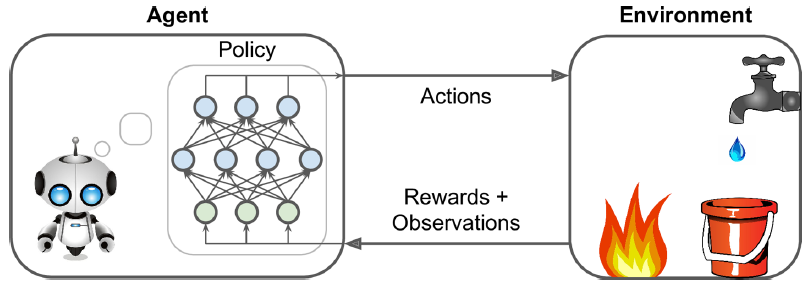 Agent
Environment
Policy
Actions
Rewards +
Observations